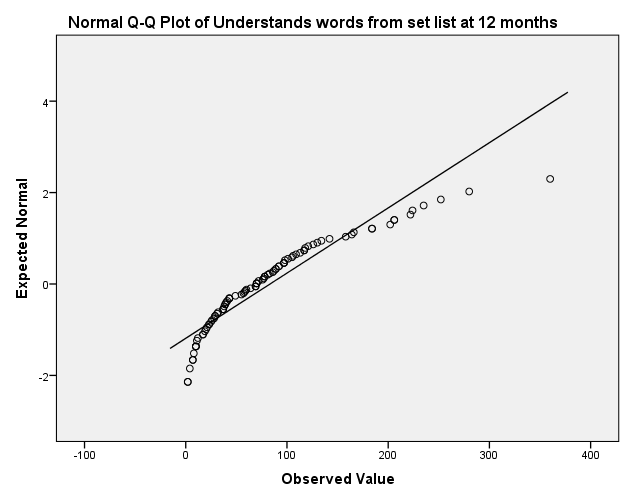 Normal Q-Q Plot of Understands words from set list at 12 months
4
2
0
-2
Expected Normal
-100 0 100 200 300 400
Observed Value